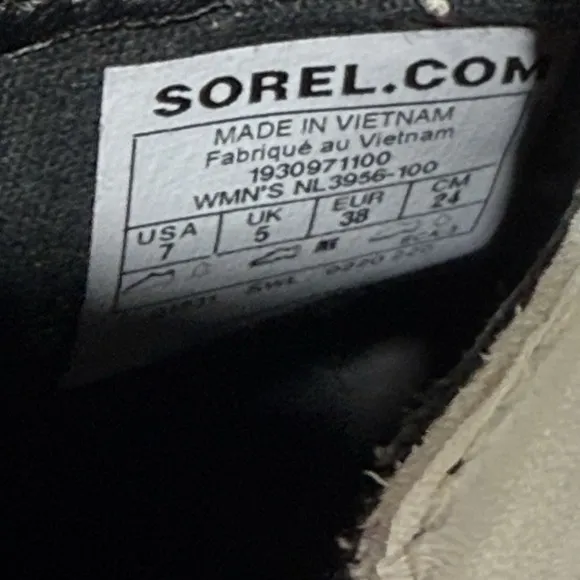 SOREL.COM
MADE IN VIETNAM
Fabriqué au Vietnam
1930971100
WMN'S NL3956-100
USA UK EUR CM
7 5 38 24